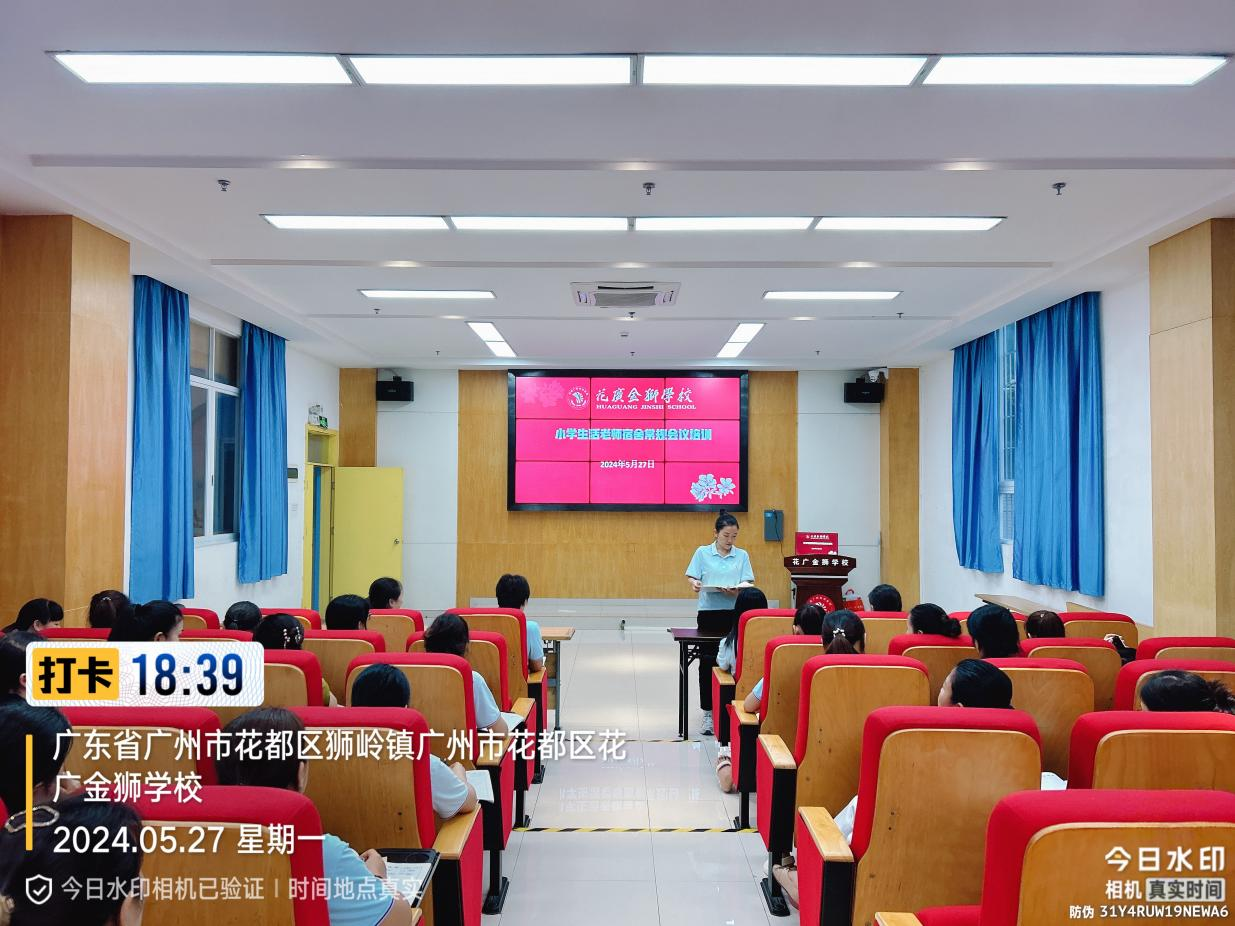 花廣金獅學校
HUAGUANG JINSHI SCHOOL
小学生活老师宿舍常规会议培训
2024年5月27日
花广金狮学校
打卡 18:39
广东省广州市花都区狮岭镇广州市花都区花
广金狮学校
2024.05.27 星期一
今日水印相机已验证 | 时间地点真实
今日水印
相机 真实时间
防伪 31Y4RUW19NEWA6